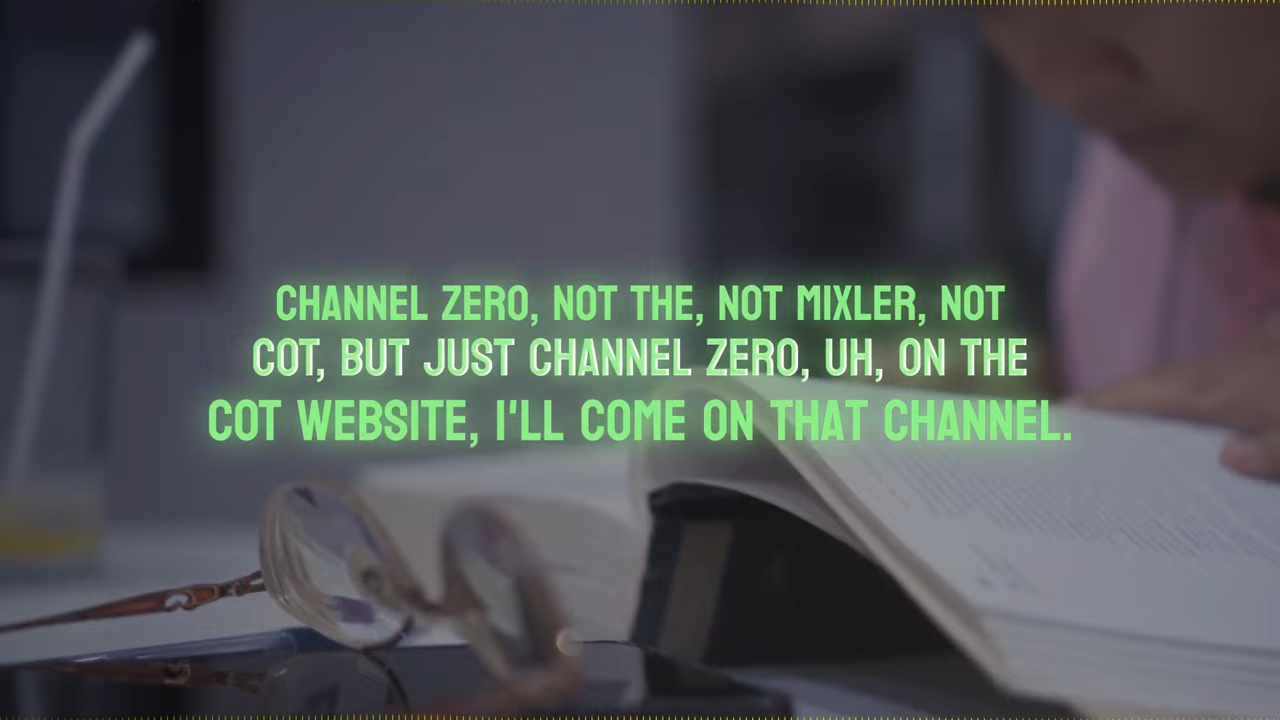 CHANNEL ZERO, NOT THE, NOT MIXLER, NOT
COT, BUT JUST CHANNEL ZERO, UH, ON THE
COT WEBSITE, I'LL COME ON THAT CHANNEL.